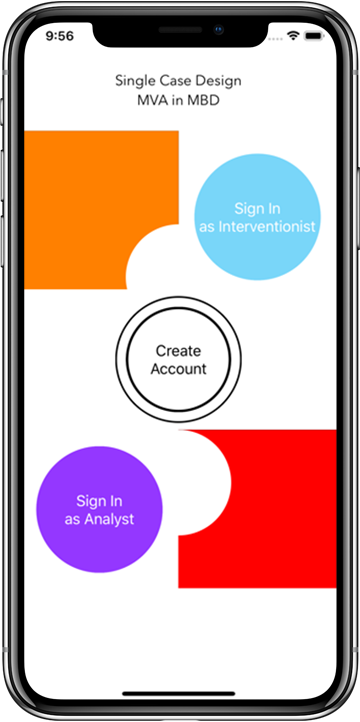 9:56
Single Case Design
MVA in MBD
Sign In
as Interventionist
Create
Account
Sign In
as Analyst